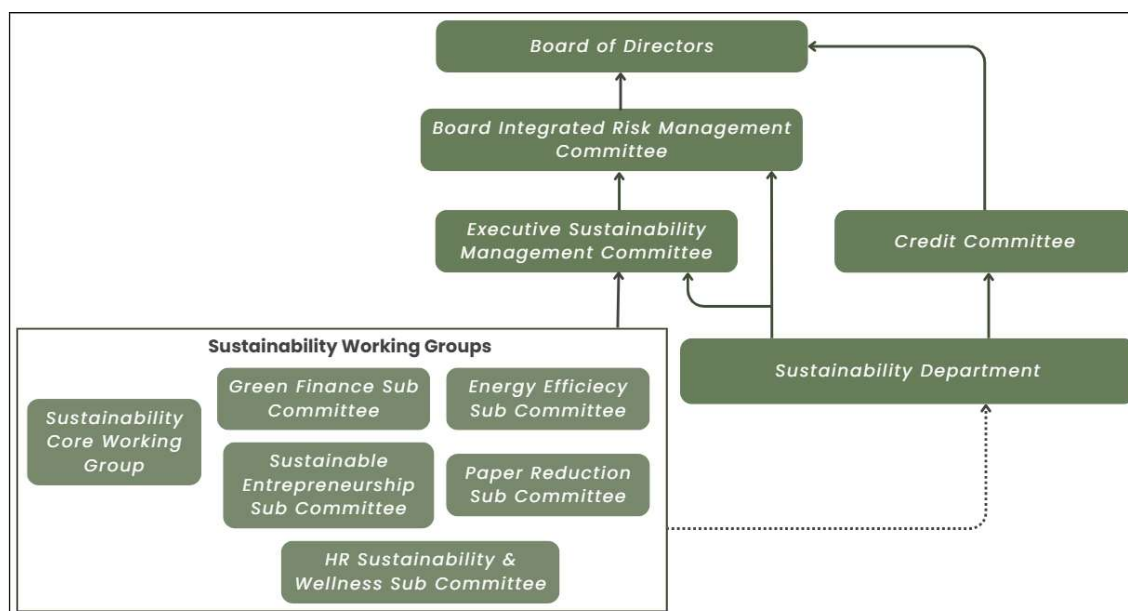 Board of Directors
Board Integrated Risk Management
Committee
Executive Sustainability
Management Committee
Credit Committee
Sustainability Department
Sustainability Working Groups
Sustainability
Core Working
Group
Green Finance Sub
Committee
Energy Efficiecy
Sub Committee
Sustainable
Entrepreneurship
Sub Committee
Paper Reduction
Sub Committee
HR Sustainability &
Wellness Sub Committee